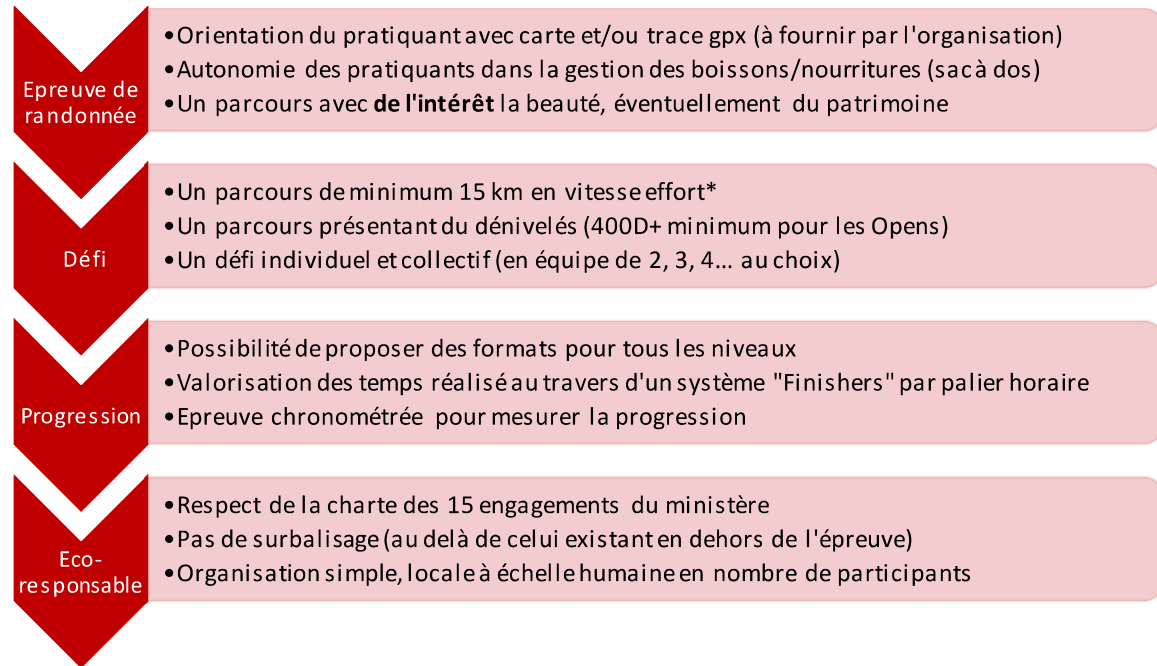 Epreuve de
randonnée
•Orientation du pratiquant avec carte et/ou trace gpx (à fournir par l'organisation)
•Autonomie des pratiquants dans la gestion des boissons/nourritures (sac à dos)
•Un parcours avec de l'intérêt la beauté, éventuellement du patrimoine
Défi
•Un parcours de minimum 15 km en vitesse effort*
•Un parcours présentant du dénivelés (400D+ minimum pour les Opens)
•Un défi individuel et collectif (en équipe de 2, 3, 4... au choix)
Progression
•Possibilité de proposer des formats pour tous les niveaux
•Valorisation des temps réalisé au travers d'un système "Finishers" par palier horaire
•Epreuve chronométrée pour mesurer la progression
Eco-
responsable
•Respect de la charte des 15 engagements du ministère
•Pas de surbalisage (au delà de celui existant en dehors de l'épreuve)
•Organisation simple, locale à échelle humaine en nombre de participants